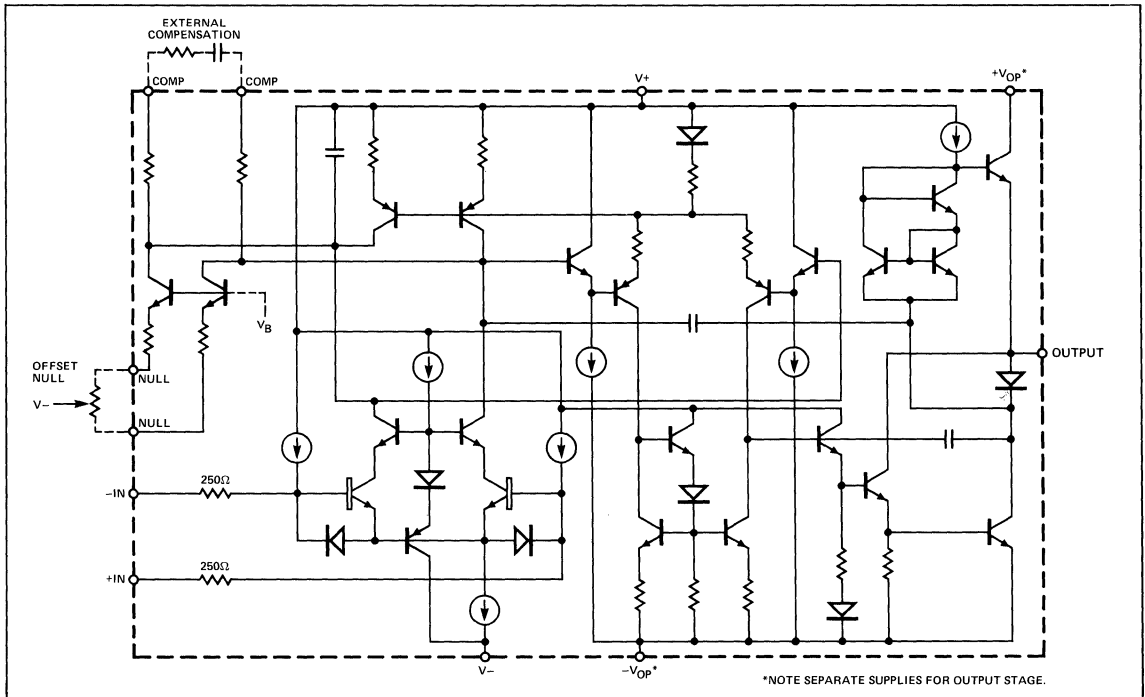 EXTERNAL
COMPENSATION
COMP
COMP
V+
+VOP*
VB
OFFSET
NULL
V–
NULL
NULL
OUTPUT
–IN
250Ω
+IN
250Ω
V–
–VOP*
*NOTE SEPARATE SUPPLIES FOR OUTPUT STAGE.